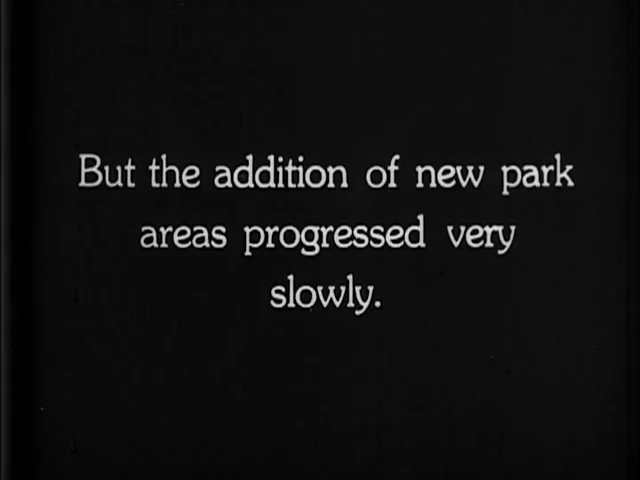 But the addition of new park
areas progressed very
slowly.